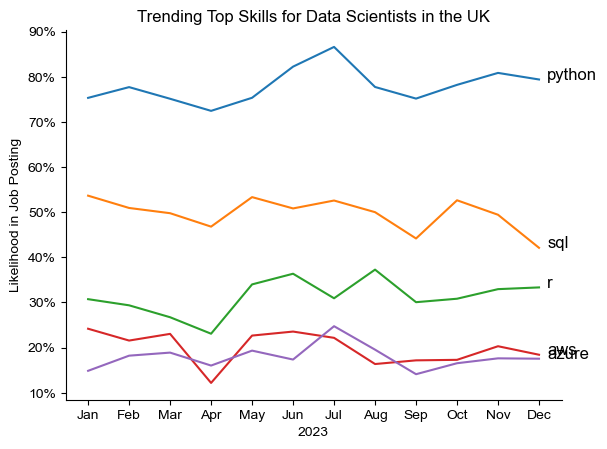 Trending Top Skills for Data Scientists in the UK
Likelihood in Job Posting
90%
80%
70%
60%
50%
40%
30%
20%
10%
python
sql
r
aws
azure
Jan Feb Mar Apr May Jun Jul Aug Sep Oct Nov Dec
2023